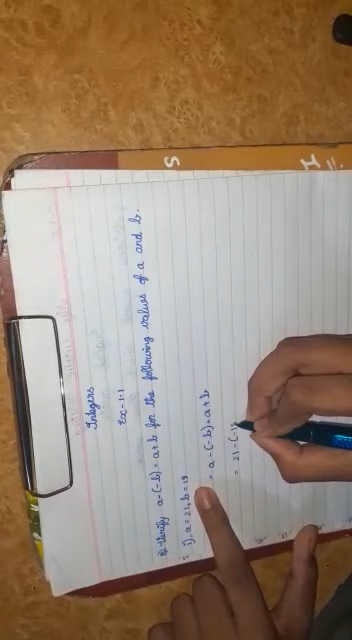 Integers
Ex-1.1
Verify a-(-b) = a+b for the following values of a and b.
i). a = 21, b = 18
= a-(-b) = a+b
= 21-(-1